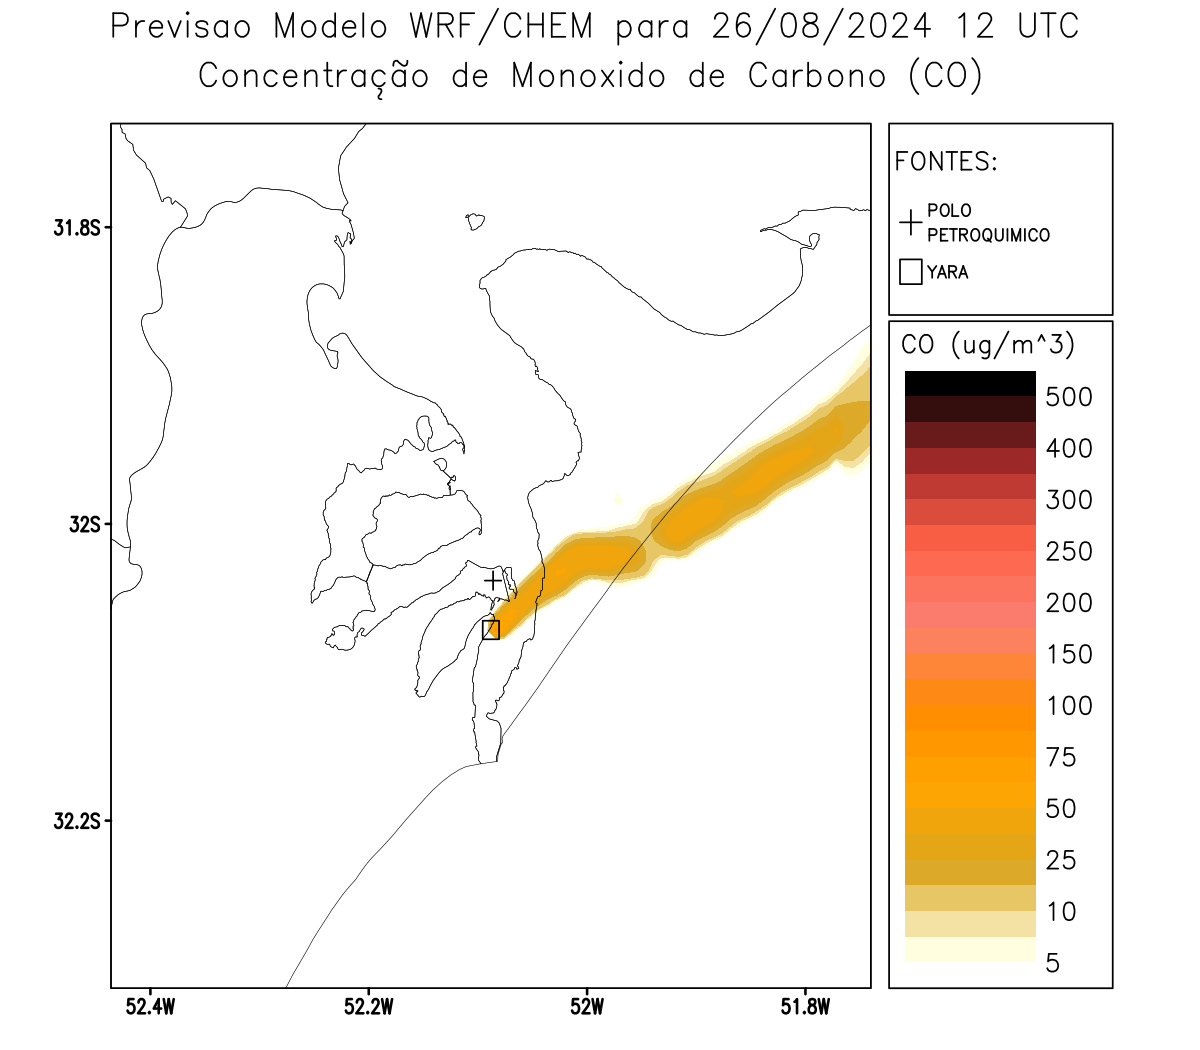 Previsao Modelo WRF/CHEM para 26/08/2024 12 UTC
Concentração de Monoxido de Carbono (CO)
FONTES:
POLO
PETROQUIMICO
YARA
CO (ug/m^3)
500
400
300
250
200
150
100
75
50
25
10
5
31.8S
32S
32.2S
52.4W
52.2W
52W
51.8W